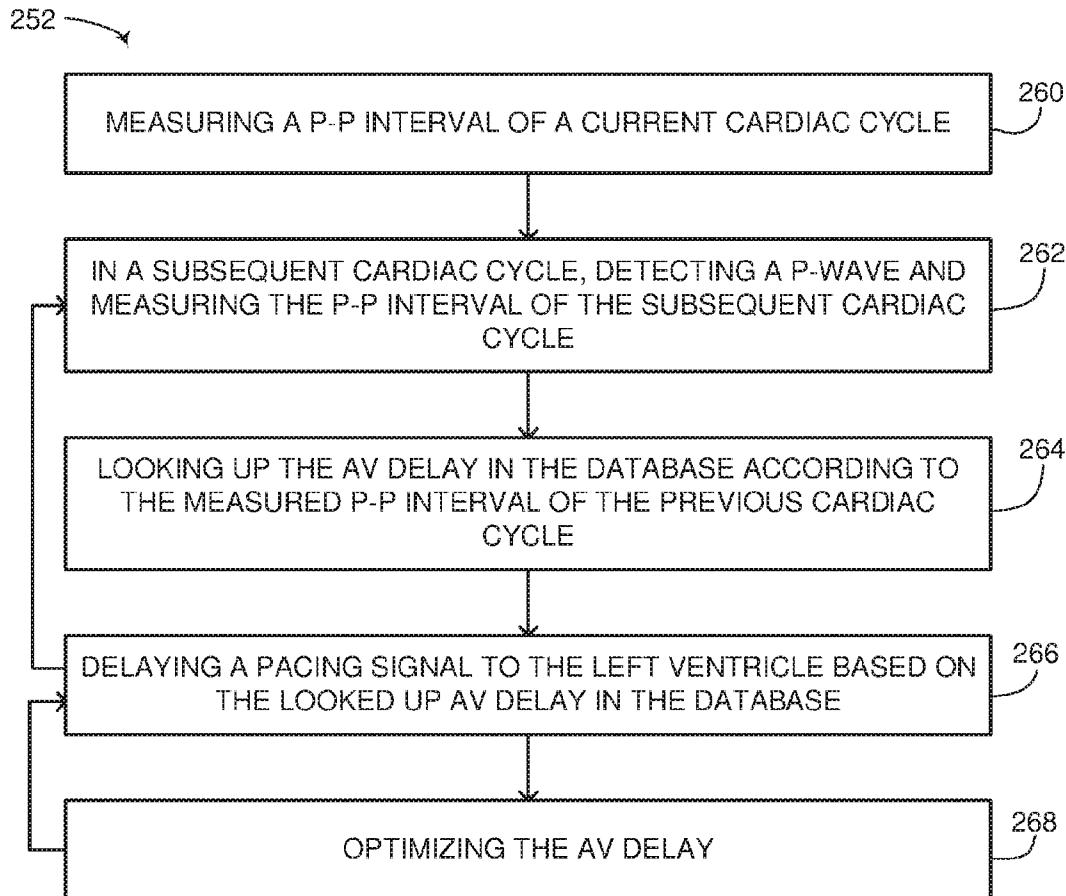 252
MEASURING A P-P INTERVAL OF A CURRENT CARDIAC CYCLE
260
IN A SUBSEQUENT CARDIAC CYCLE, DETECTING A P-WAVE AND
MEASURING THE P-P INTERVAL OF THE SUBSEQUENT CARDIAC
CYCLE
262
LOOKING UP THE AV DELAY IN THE DATABASE ACCORDING TO
THE MEASURED P-P INTERVAL OF THE PREVIOUS CARDIAC
CYCLE
264
DELAYING A PACING SIGNAL TO THE LEFT VENTRICLE BASED ON
THE LOOKED UP AV DELAY IN THE DATABASE
266
OPTIMIZING THE AV DELAY
268